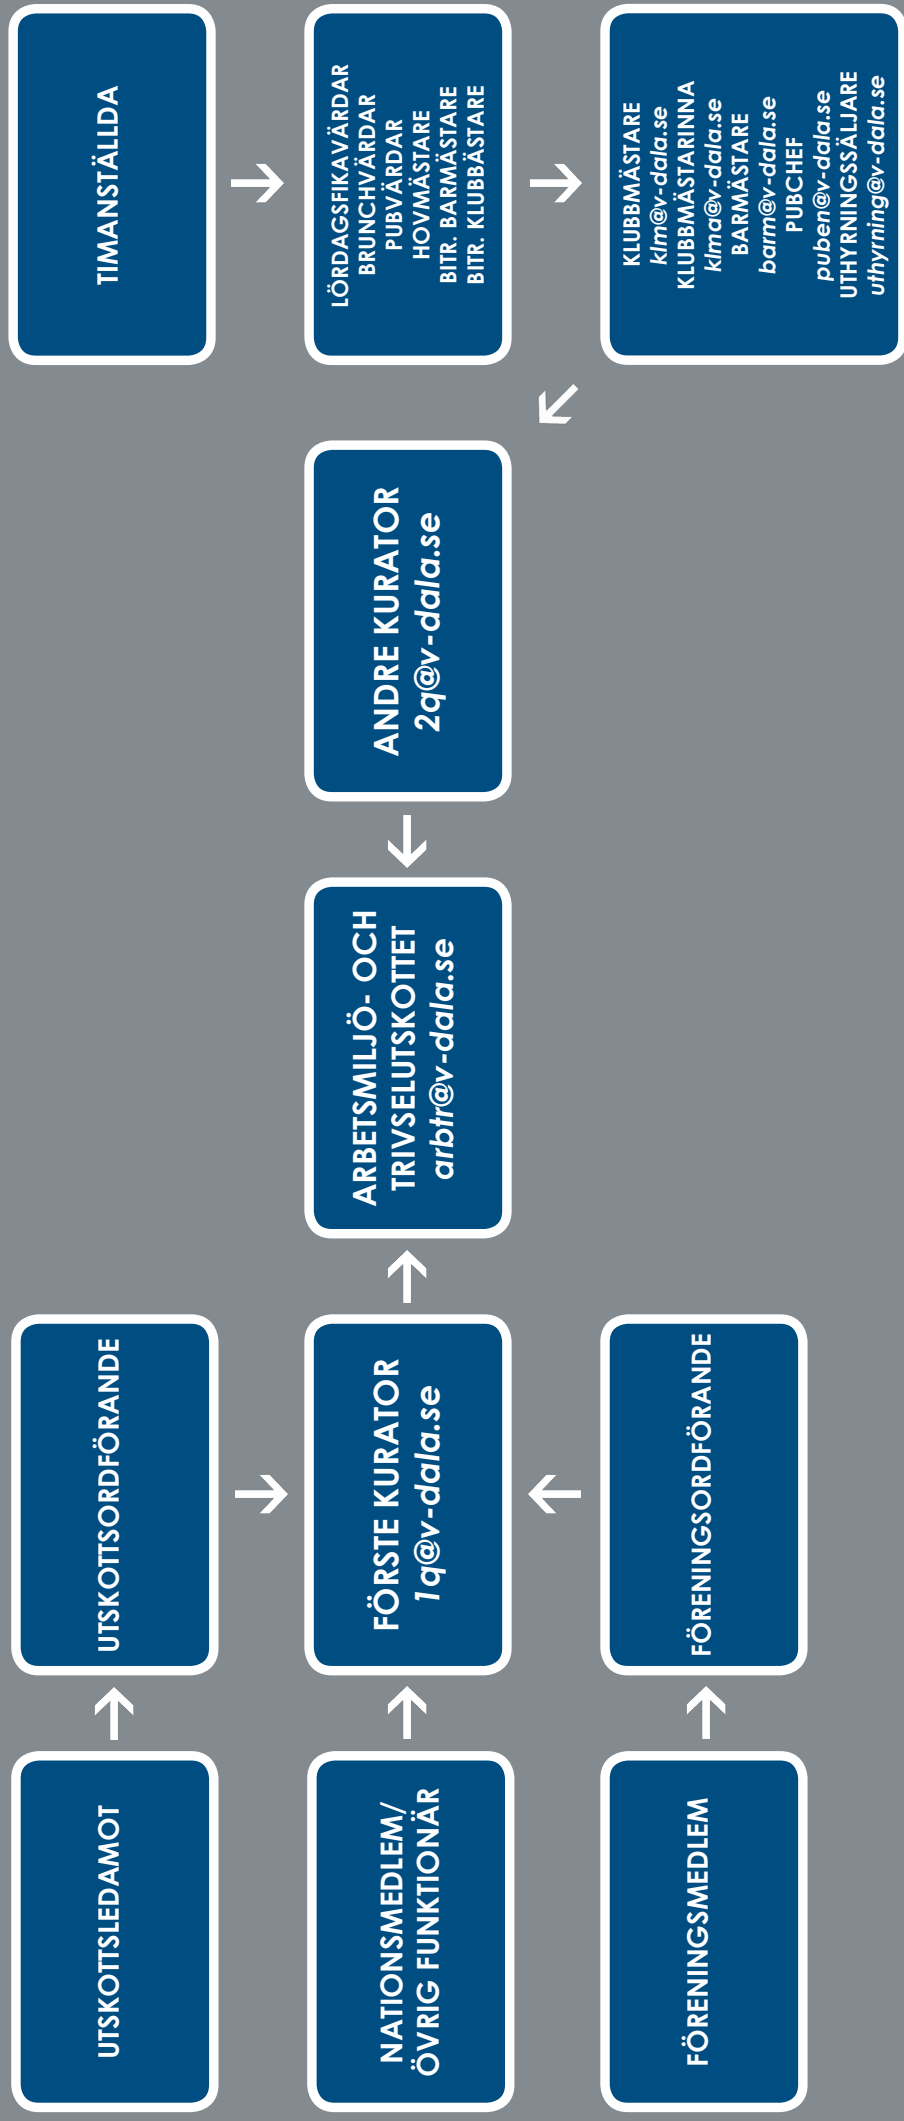 UTSKOTTSLEDAMOT
UTSKOTTSORDFÖRANDE
TIMANSTÄLLDA
NATIONSMEDLEM/
ÖVRIG FUNKTIONÄR
FÖRSTE KURATOR
1q@v-dala.se
ARBETSMILJÖ- OCH
TRIVSELUTSKOTTET
arbtr@v-dala.se
ANDRE KURATOR
2q@v-dala.se
LÖRDAGSFIKAVÄRDAR
BRUNCHVÄRDAR
PUBVÄRDAR
HOVMÄSTARE
BITR. BARMÄSTARE
BITR. KLUBBÄSTARE
FÖRENINGSMEDLEM
FÖRENINGSORDFÖRANDE
KLUBBMÄSTARE
klm@v-dala.se
KLUBBMÄSTARINNA
klma@v-dala.se
BARMÄSTARE
barm@v-dala.se
PUBCHEF
puben@v-dala.se
UTHYRNINGSSÄLJARE
uthyrning@v-dala.se